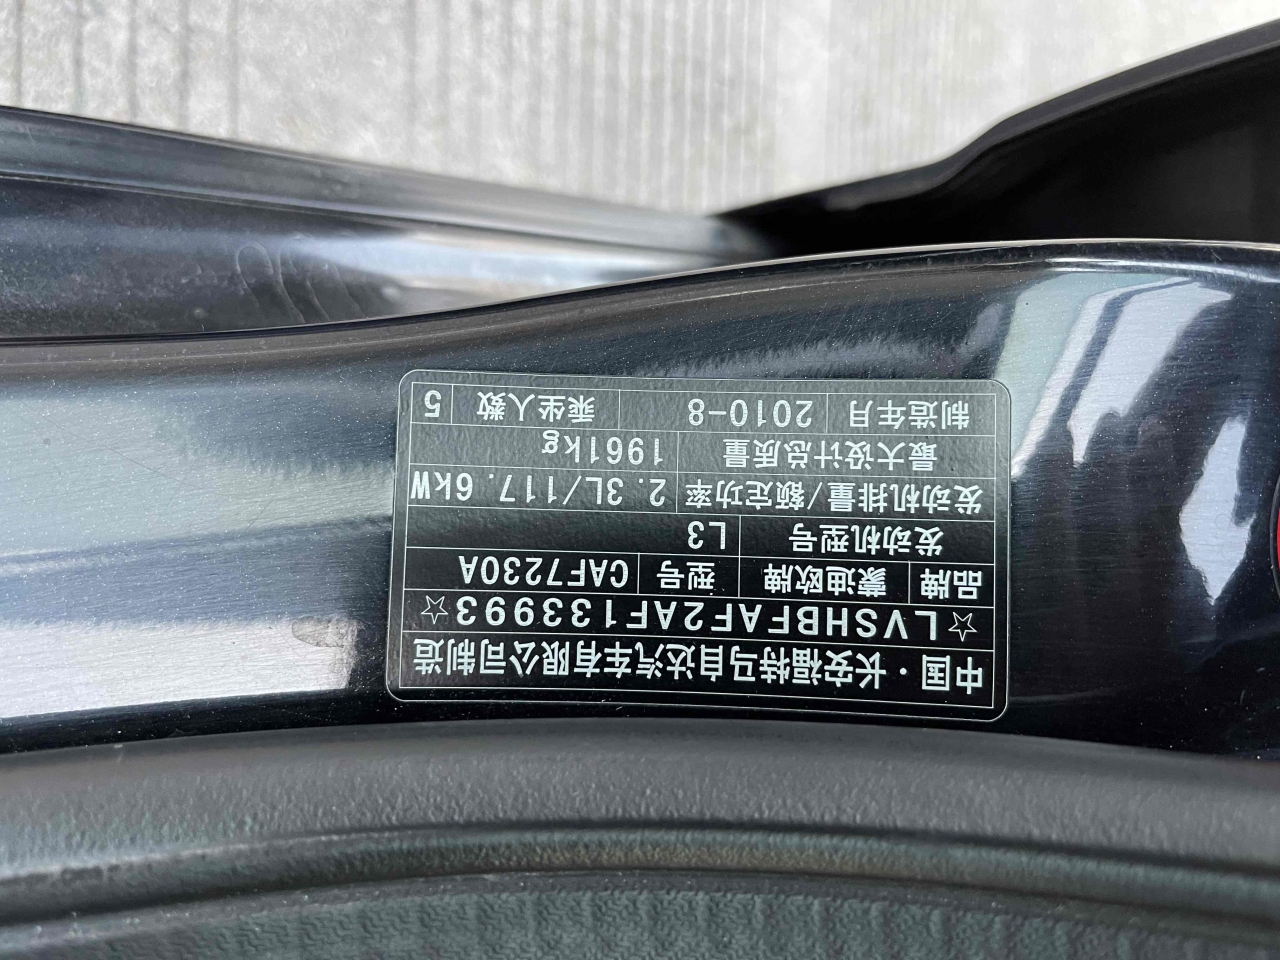 中国·长安福特马自达汽车有限公司制造
☆LVSHBFAF2AF133993☆
品牌 蒙迪欧牌 型号 CAF7230A
发动机型号 L3
发动机排量/额定功率 2.3L/117.6kW
最大设计总质量 1961kg
制造年月 2010-8 乘坐人数 5